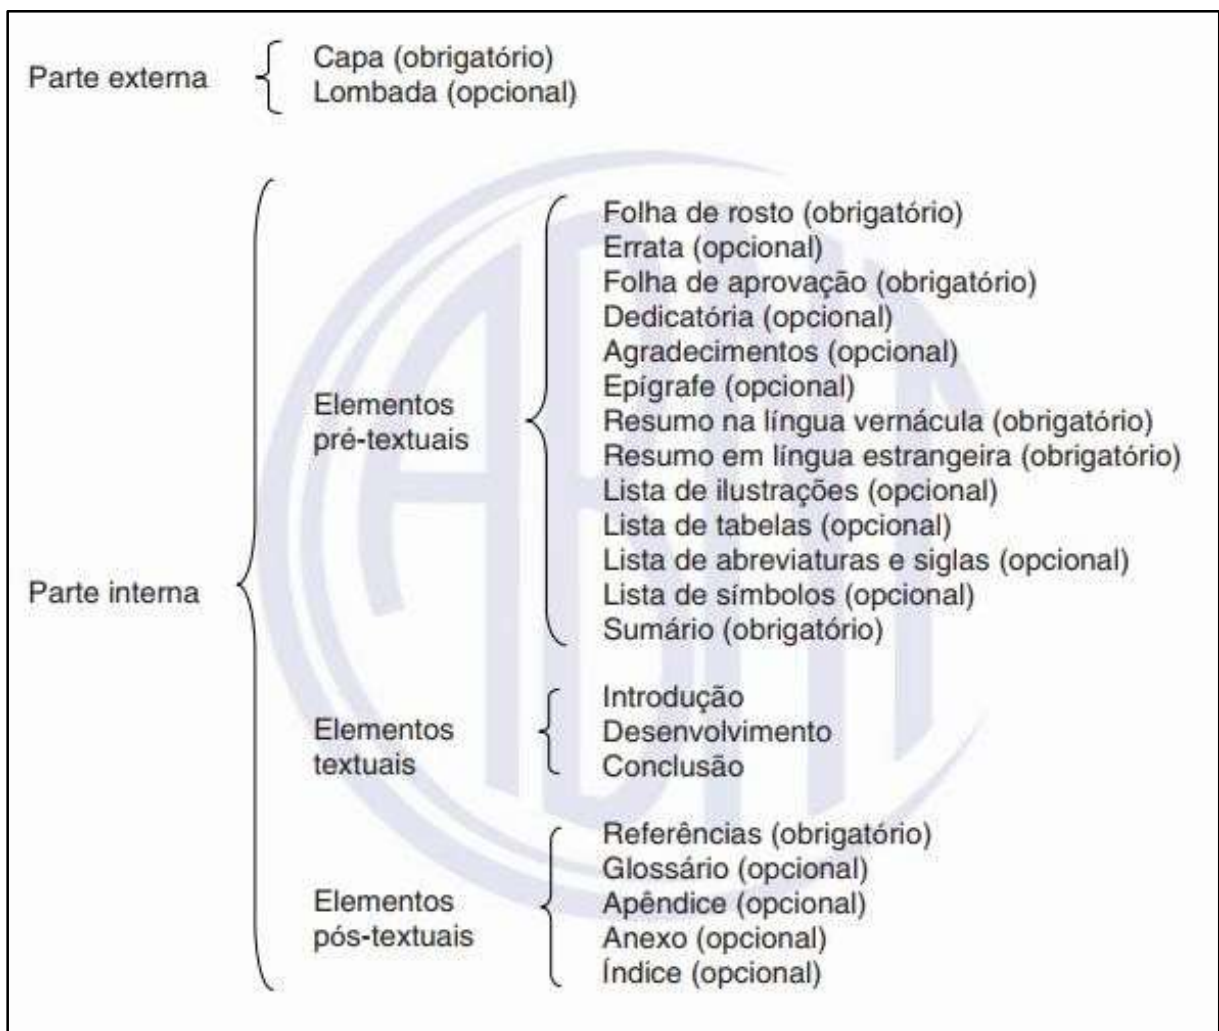 Parte externa
Capa (obrigatório)
Lombada (opcional)
Parte interna
Elementos
pré-textuais
Folha de rosto (obrigatório)
Errata (opcional)
Folha de aprovação (obrigatório)
Dedicatória (opcional)
Agradecimentos (opcional)
Epígrafe (opcional)
Resumo na língua vernácula (obrigatório)
Resumo em língua estrangeira (obrigatório)
Lista de ilustrações (opcional)
Lista de tabelas (opcional)
Lista de abreviaturas e siglas (opcional)
Lista de símbolos (opcional)
Sumário (obrigatório)
Elementos
textuais
Introdução
Desenvolvimento
Conclusão
Elementos
pós-textuais
Referências (obrigatório)
Glossário (opcional)
Apêndice (opcional)
Anexo (opcional)
Índice (opcional)
ABNT